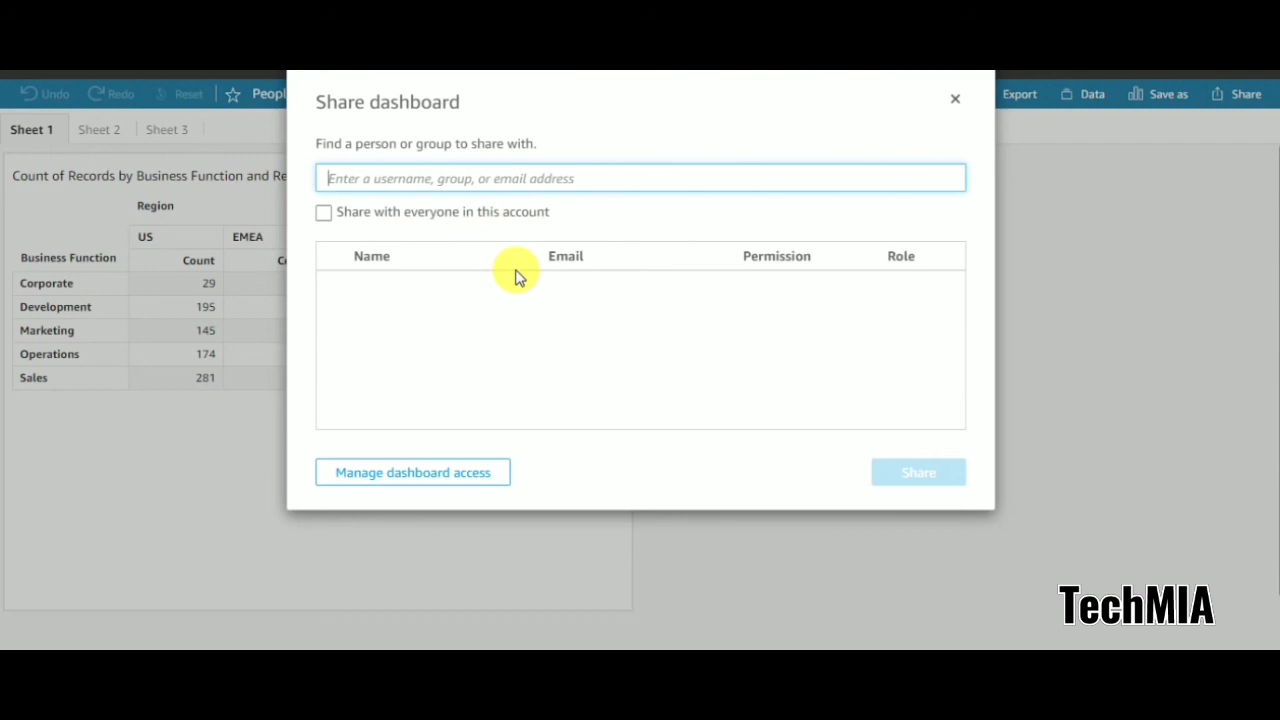 Undo Redo Reset Peopl Export Data Save as Share
Sheet 1 Sheet 2 Sheet 3
Count of Records by Business Function and Re
Region
US EMEA
Business Function Count C
Corporate 29
Development 195
Marketing 145
Operations 174
Sales 281
Share dashboard
Find a person or group to share with.
Enter a username, group, or email address
Share with everyone in this account
Name Email Permission Role
Manage dashboard access Share
TechMIA